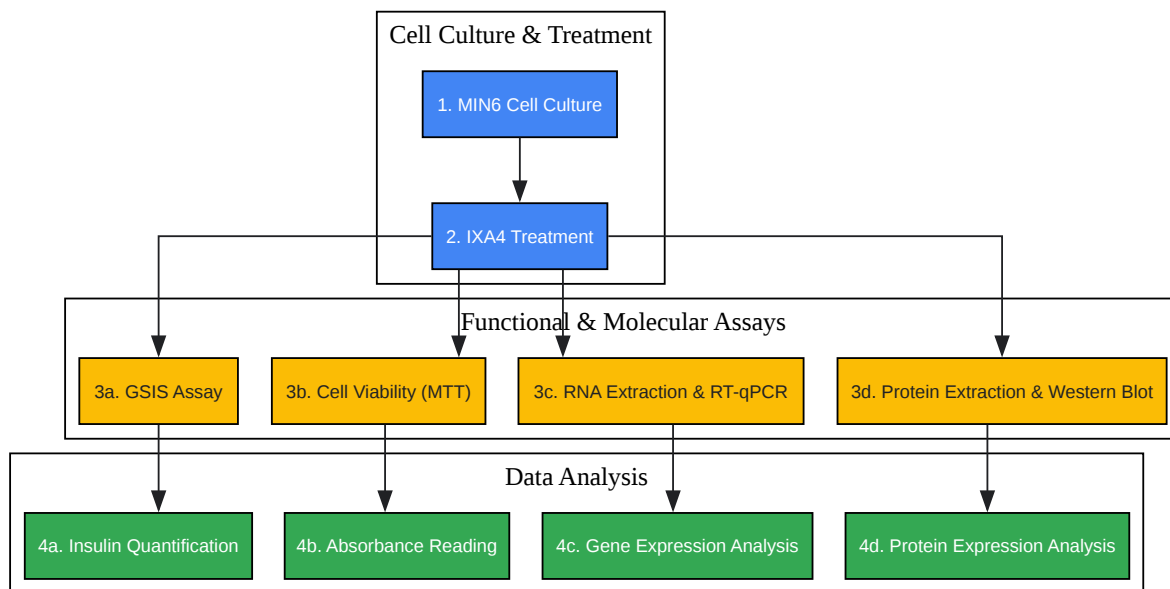 Cell Culture & Treatment
1. MIN6 Cell Culture
2. IXA4 Treatment
Functional & Molecular Assays
3a. GSIS Assay
3b. Cell Viability (MTT)
3c. RNA Extraction & RT-qPCR
3d. Protein Extraction & Western Blot
Data Analysis
4a. Insulin Quantification
4b. Absorbance Reading
4c. Gene Expression Analysis
4d. Protein Expression Analysis